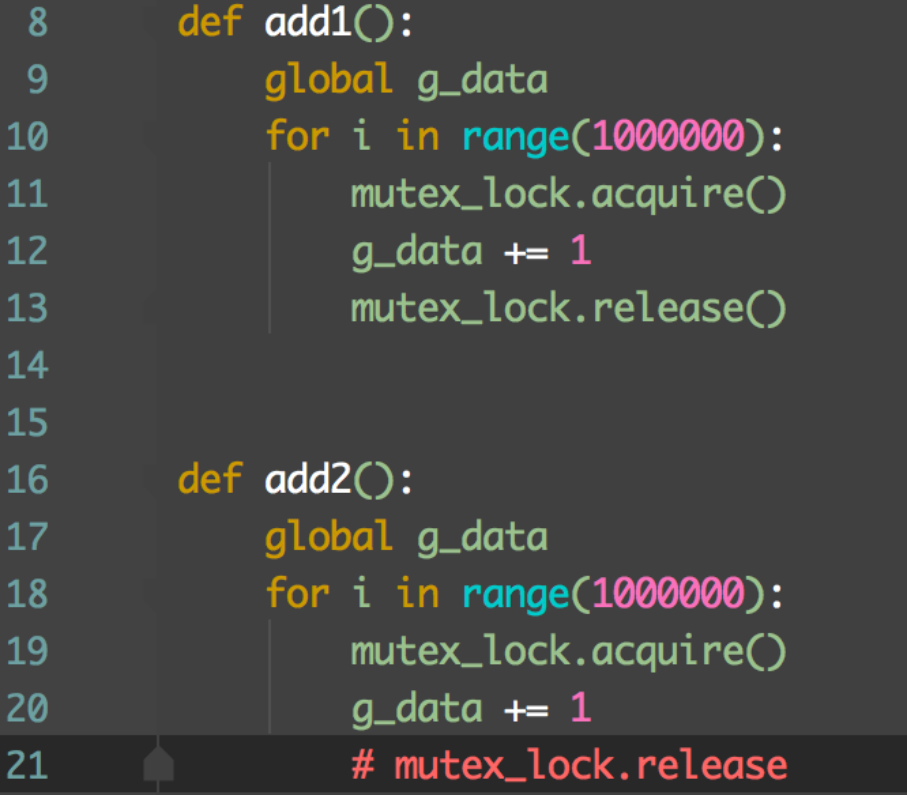 8 def add1():
9 global g_data
10 for i in range(1000000):
11 mutex_lock.acquire()
12 g_data += 1
13 mutex_lock.release()
14
15
16 def add2():
17 global g_data
18 for i in range(1000000):
19 mutex_lock.acquire()
20 g_data += 1
21 # mutex_lock.release